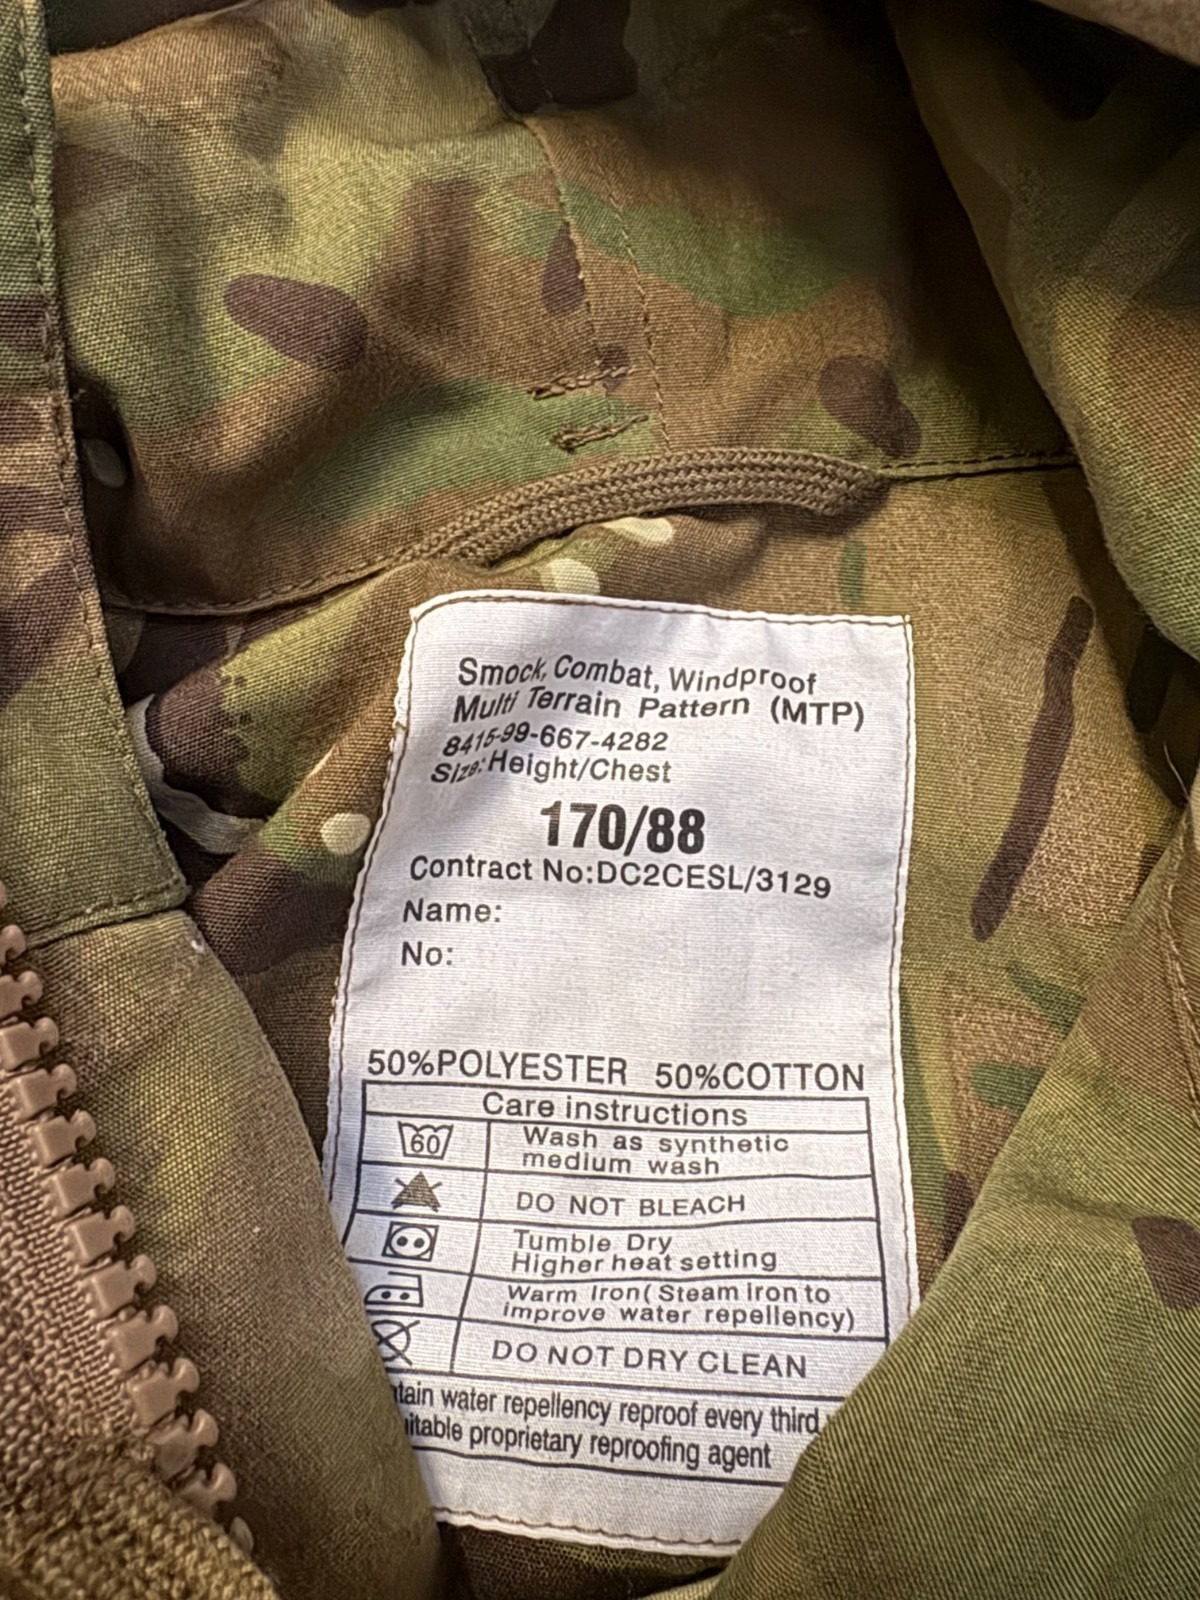 Smock, Combat, Windproof
Multi Terrain Pattern (MTP)
8415-99-667-4282
Size: Height/Chest
170/88
Contract No:DC2CESL/3129
Name:
No:
50%POLYESTER 50%COTTON
Care instructions
60
Wash as synthetic
medium wash
DO NOT BLEACH
Tumble Dry
Higher heat setting
Warm Iron(Steam Iron to
improve water repellency)
DO NOT DRY CLEAN
water repellency reproof every third
proprietary reproofing agent